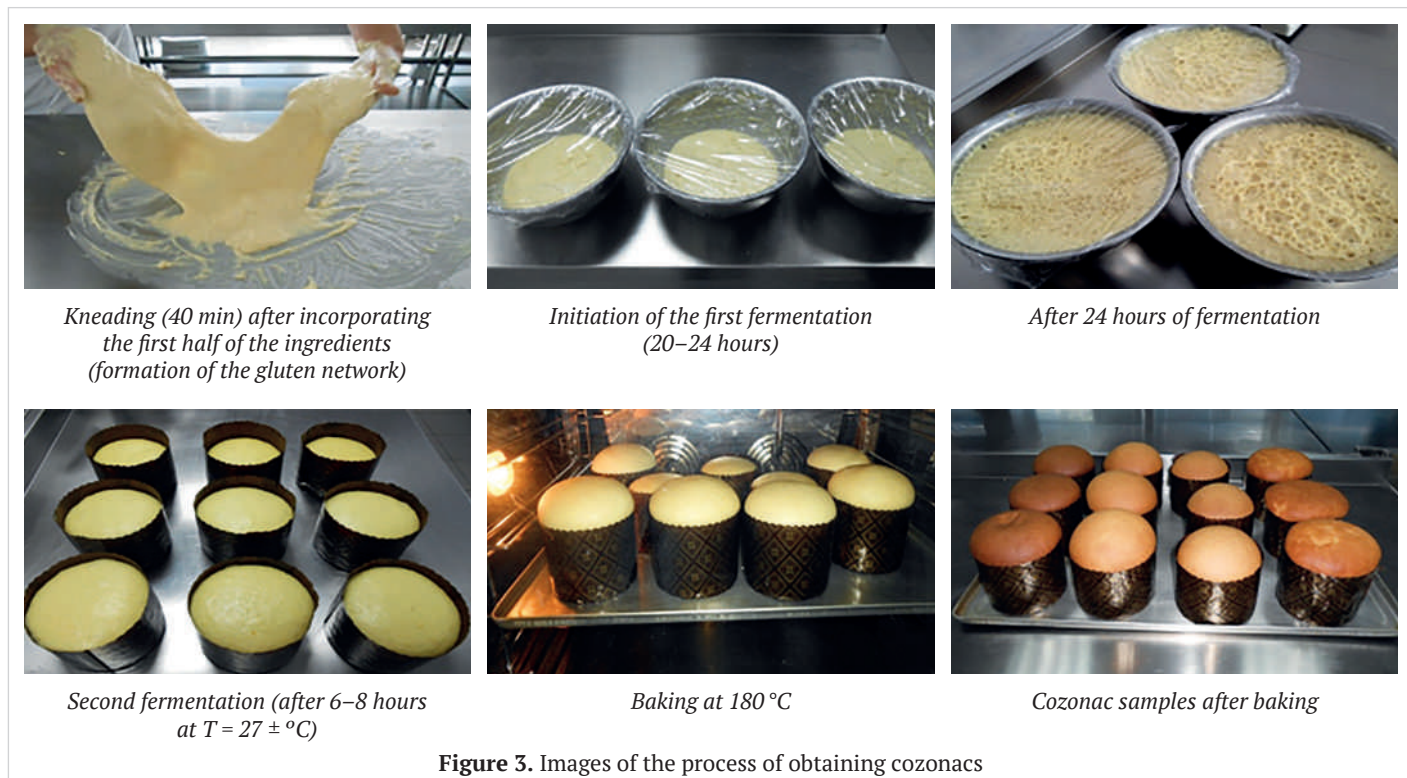 Kneading (40 min) after incorporating
the first half of the ingredients
(formation of the gluten network)
Initiation of the first fermentation
(20–24 hours)
After 24 hours of fermentation
Second fermentation (after 6–8 hours
at T = 27 ± °C)
Baking at 180 °C
Cozonac samples after baking
Figure 3. Images of the process of obtaining cozonacs